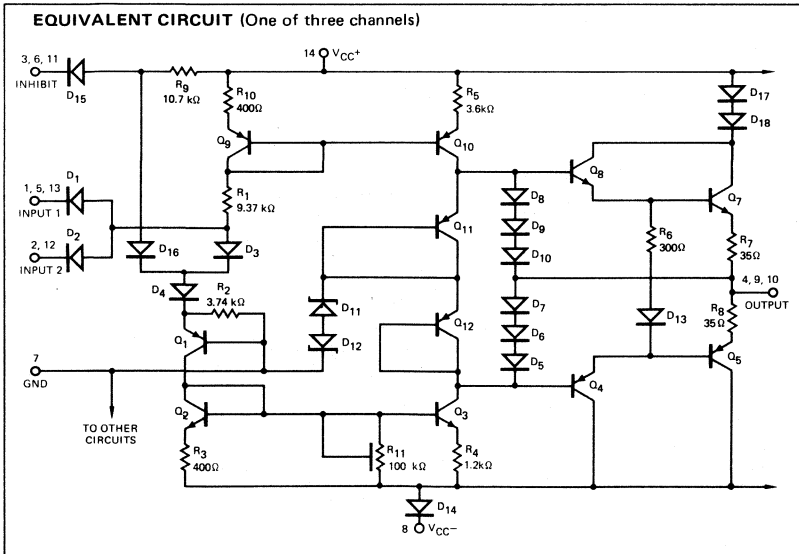 EQUIVALENT CIRCUIT (One of three channels)
3, 6, 11
INHIBIT
D15
R9
10.7 kΩ
14 VCC+
R10
400Ω
R5
3.6kΩ
D17
D18
Q9
Q10
Q8
Q7
1, 5, 13
INPUT 1
D1
R1
9.37 kΩ
D8
D9
D10
Q11
R6
300Ω
R7
35Ω
2, 12
INPUT 2
D2
D16
D3
4, 9, 10
OUTPUT
D4
R2
3.74 kΩ
D11
D12
Q12
D7
D6
D5
D13
R8
35Ω
Q1
Q4
Q5
7
GND
TO OTHER
CIRCUITS
Q2
Q3
R3
400Ω
R11
100 kΩ
R4
1.2kΩ
D14
8 VCC−